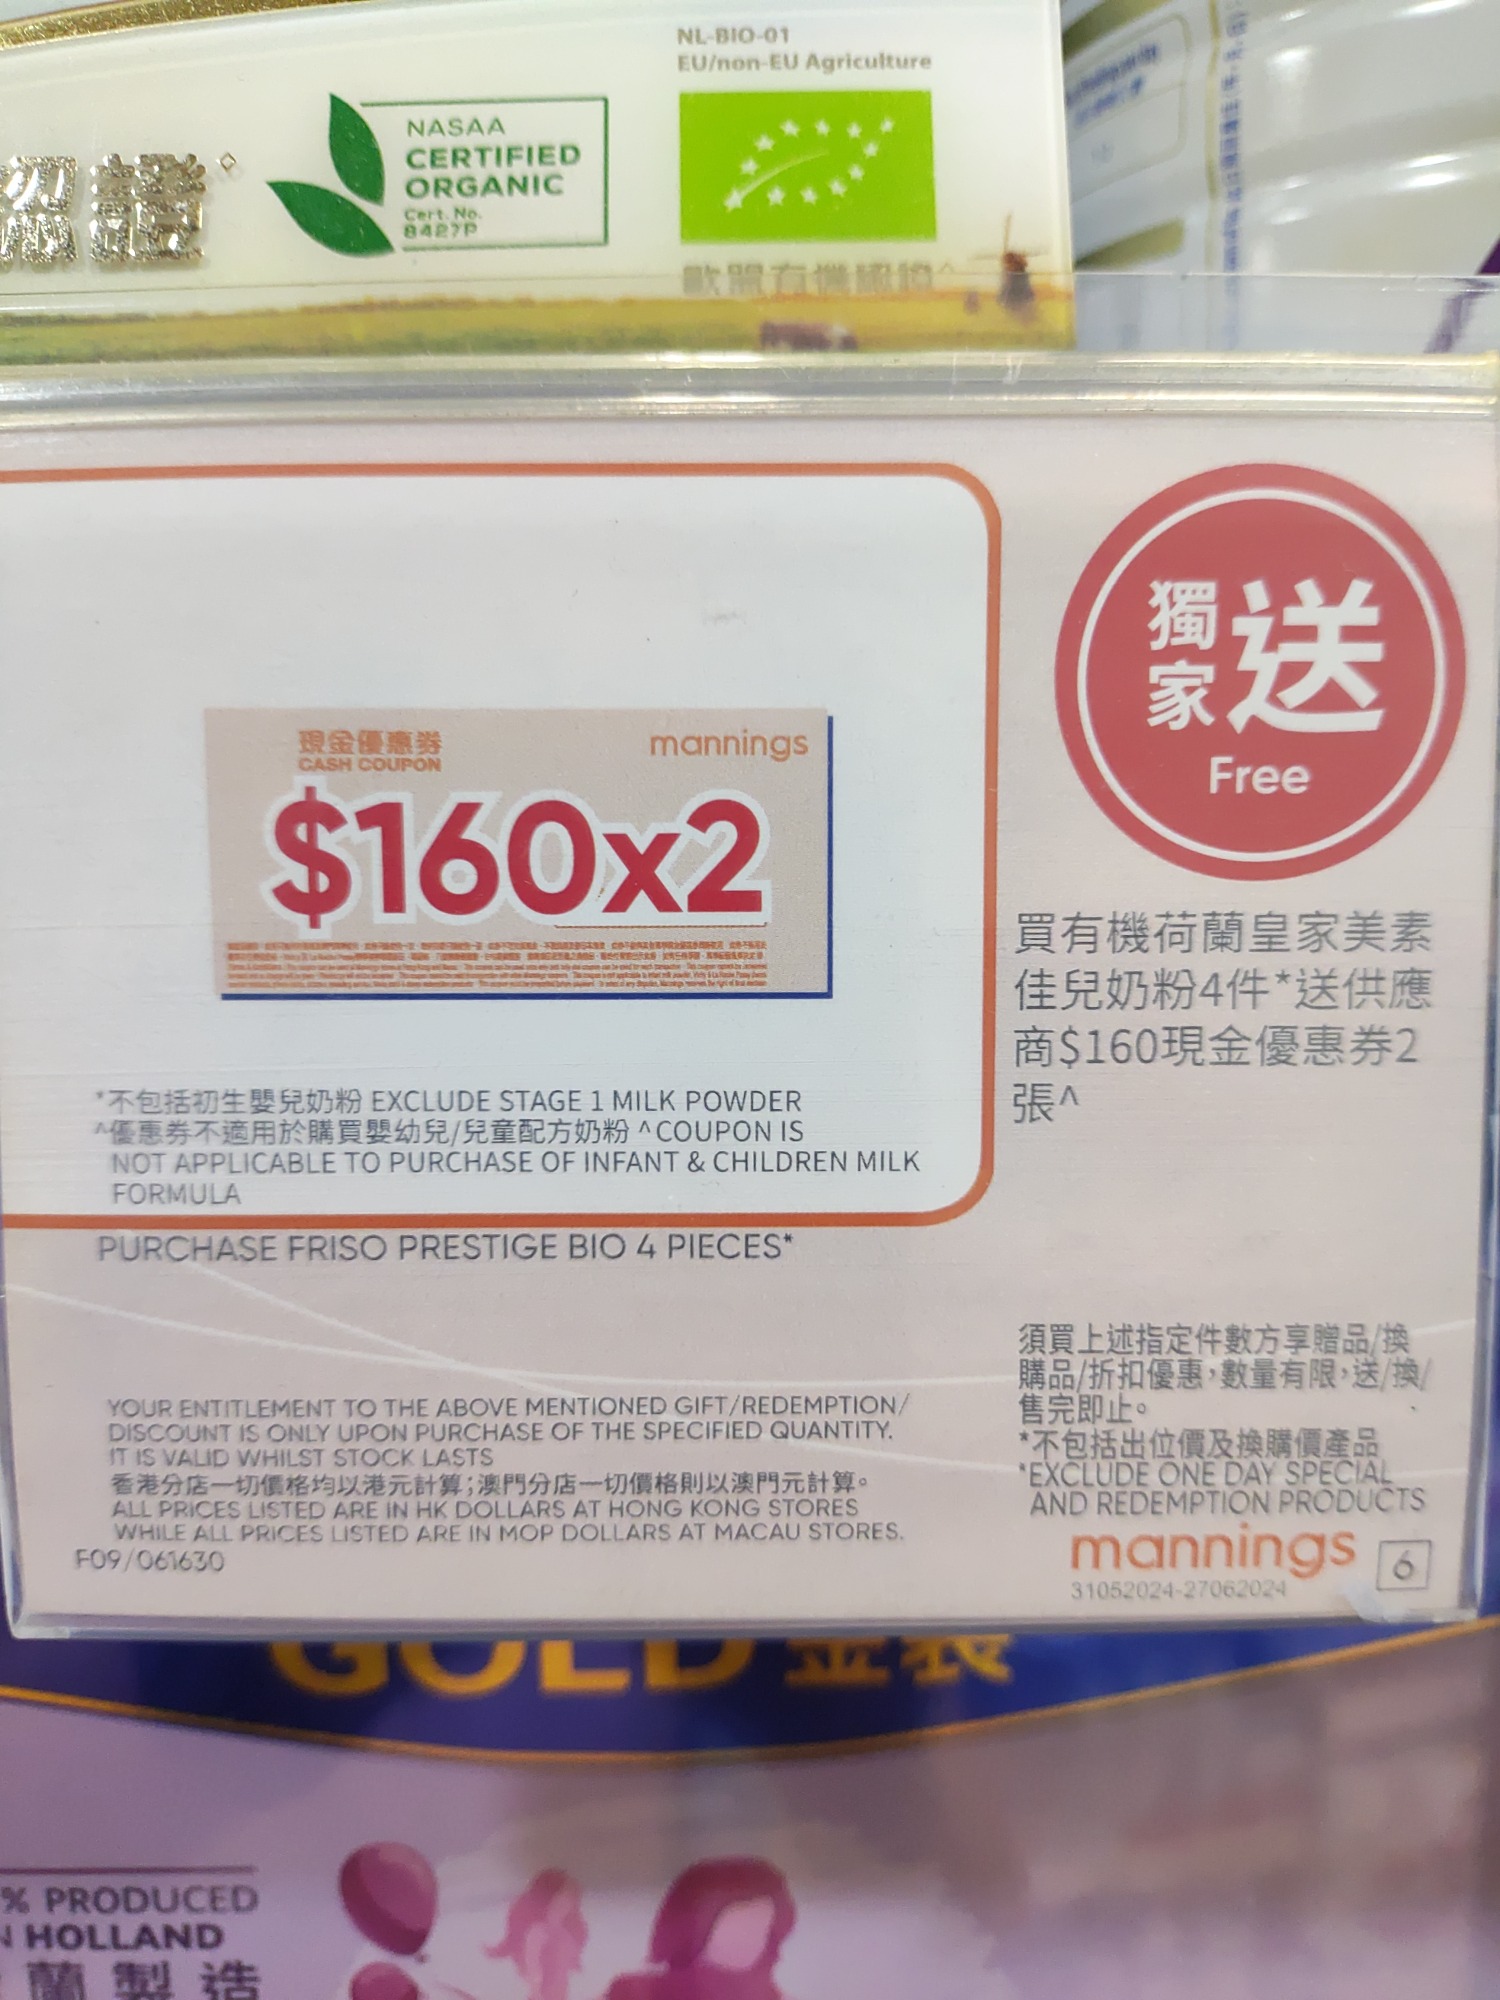 NL-BIO-01
EU/non-EU Agriculture
NASAA
CERTIFIED
ORGANIC
Cert. No.
8427P
歐盟有機認證^
獨家送
Free
現金優惠券
CASH COUPON
mannings
$160x2
買有機荷蘭皇家美素
佳兒奶粉4件*送供應
商$160現金優惠券2
張^
*不包括初生嬰兒奶粉 EXCLUDE STAGE 1 MILK POWDER
^優惠券不適用於購買嬰幼兒/兒童配方奶粉 ^COUPON IS
NOT APPLICABLE TO PURCHASE OF INFANT & CHILDREN MILK
FORMULA
PURCHASE FRISO PRESTIGE BIO 4 PIECES*
YOUR ENTITLEMENT TO THE ABOVE MENTIONED GIFT/REDEMPTION/
DISCOUNT IS ONLY UPON PURCHASE OF THE SPECIFIED QUANTITY.
IT IS VALID WHILST STOCK LASTS
香港分店一切價格均以港元計算;澳門分店一切價格則以澳門元計算。
ALL PRICES LISTED ARE IN HK DOLLARS AT HONG KONG STORES
WHILE ALL PRICES LISTED ARE IN MOP DOLLARS AT MACAU STORES.
F09/061630
須買上述指定件數方享贈品/換
購品/折扣優惠,數量有限,送/換/
售完即止。
*不包括出位價及換購價產品
*EXCLUDE ONE DAY SPECIAL
AND REDEMPTION PRODUCTS
mannings 6
31052024-27062024
GOLD 金裝
% PRODUCED
HOLLAND
蘭製造